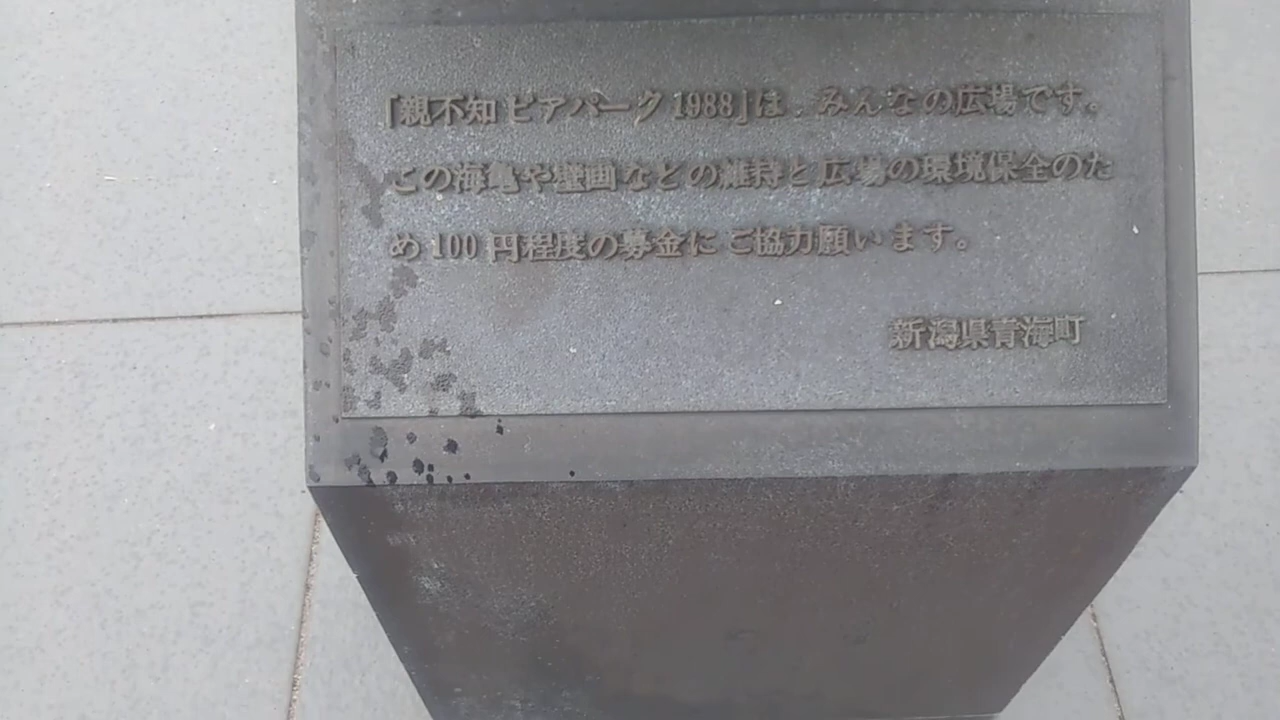 「親不知ピアパーク1988」は、みんなの広場です。
この海亀や壁画などの維持と広場の環境保全のた
め100円程度の募金にご協力願います。
新潟県青海町